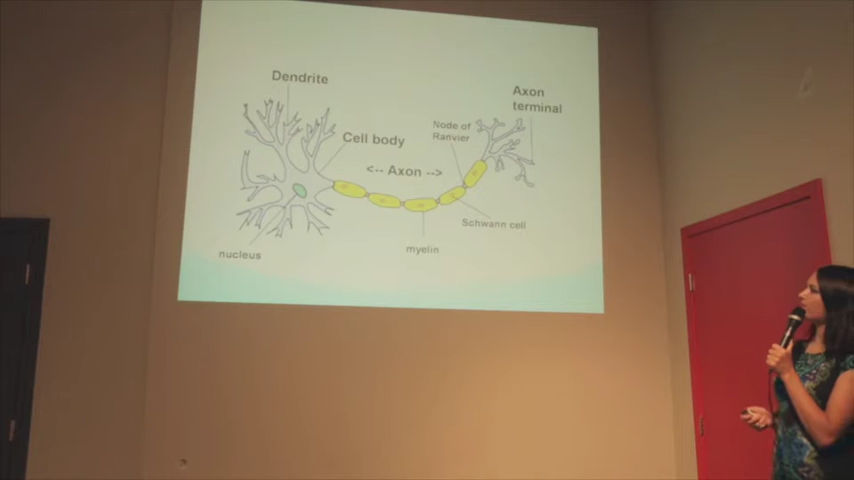 Dendrite
Axon
terminal
Node of
Ranvier
Cell body
<-- Axon -->
Schwann cell
nucleus
myelin